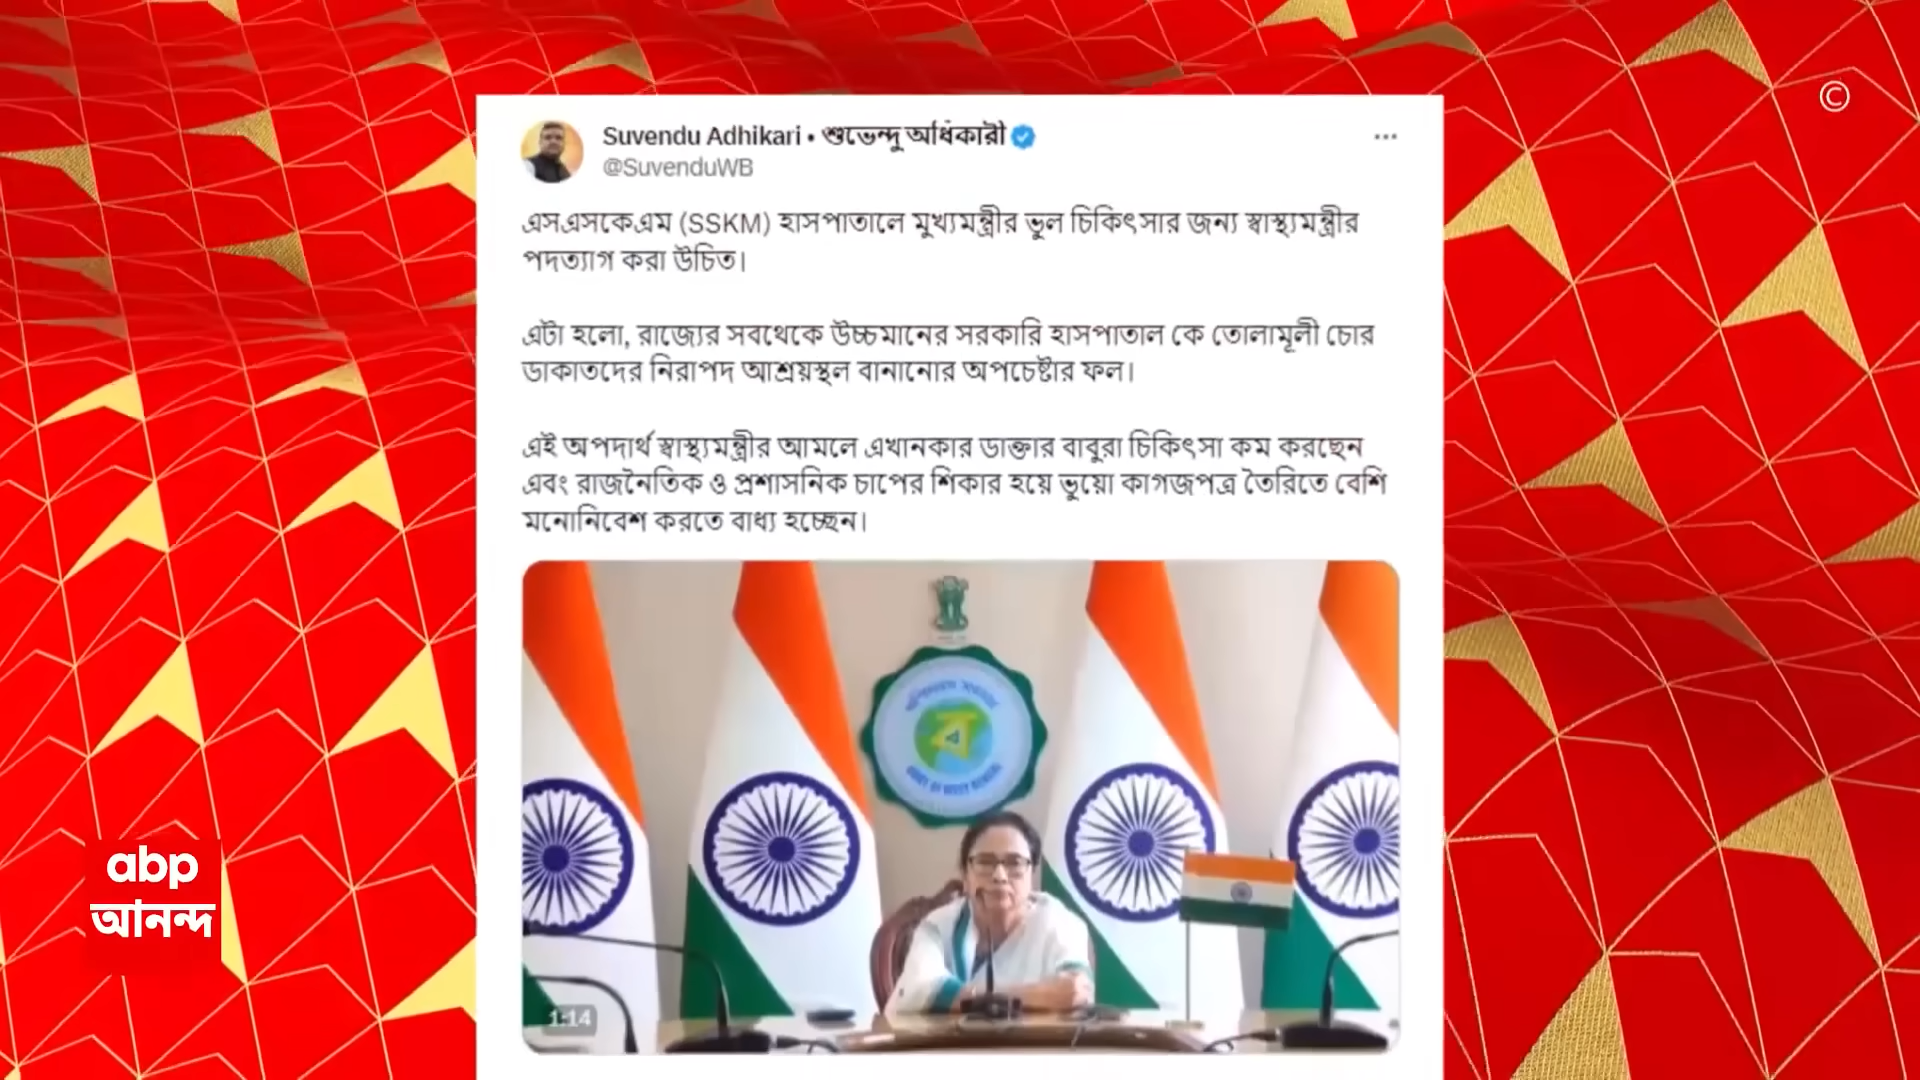 ©
Suvendu Adhikari • শুভেন্দু অধিকারী
@SuvenduWB
এসএসকেএম (SSKM) হাসপাতালে মুখ্যমন্ত্রীর ভুল চিকিৎসার জন্য স্বাস্থ্যমন্ত্রীর
পদত্যাগ করা উচিত।
এটা হলো, রাজ্যের সবথেকে উচ্চমানের সরকারি হাসপাতাল কে তোলামূলী চোর
ডাকাতদের নিরাপদ আশ্রয়স্থল বানানোর অপচেষ্টার ফল।
এই অপদার্থ স্বাস্থ্যমন্ত্রীর আমলে এখানকার ডাক্তার বাবুরা চিকিৎসা কম করছেন
এবং রাজনৈতিক ও প্রশাসনিক চাপের শিকার হয়ে ভুয়ো কাগজপত্র তৈরিতে বেশি
মনোনিবেশ করতে বাধ্য হচ্ছেন।
ব
1:14
abp
আনন্দ